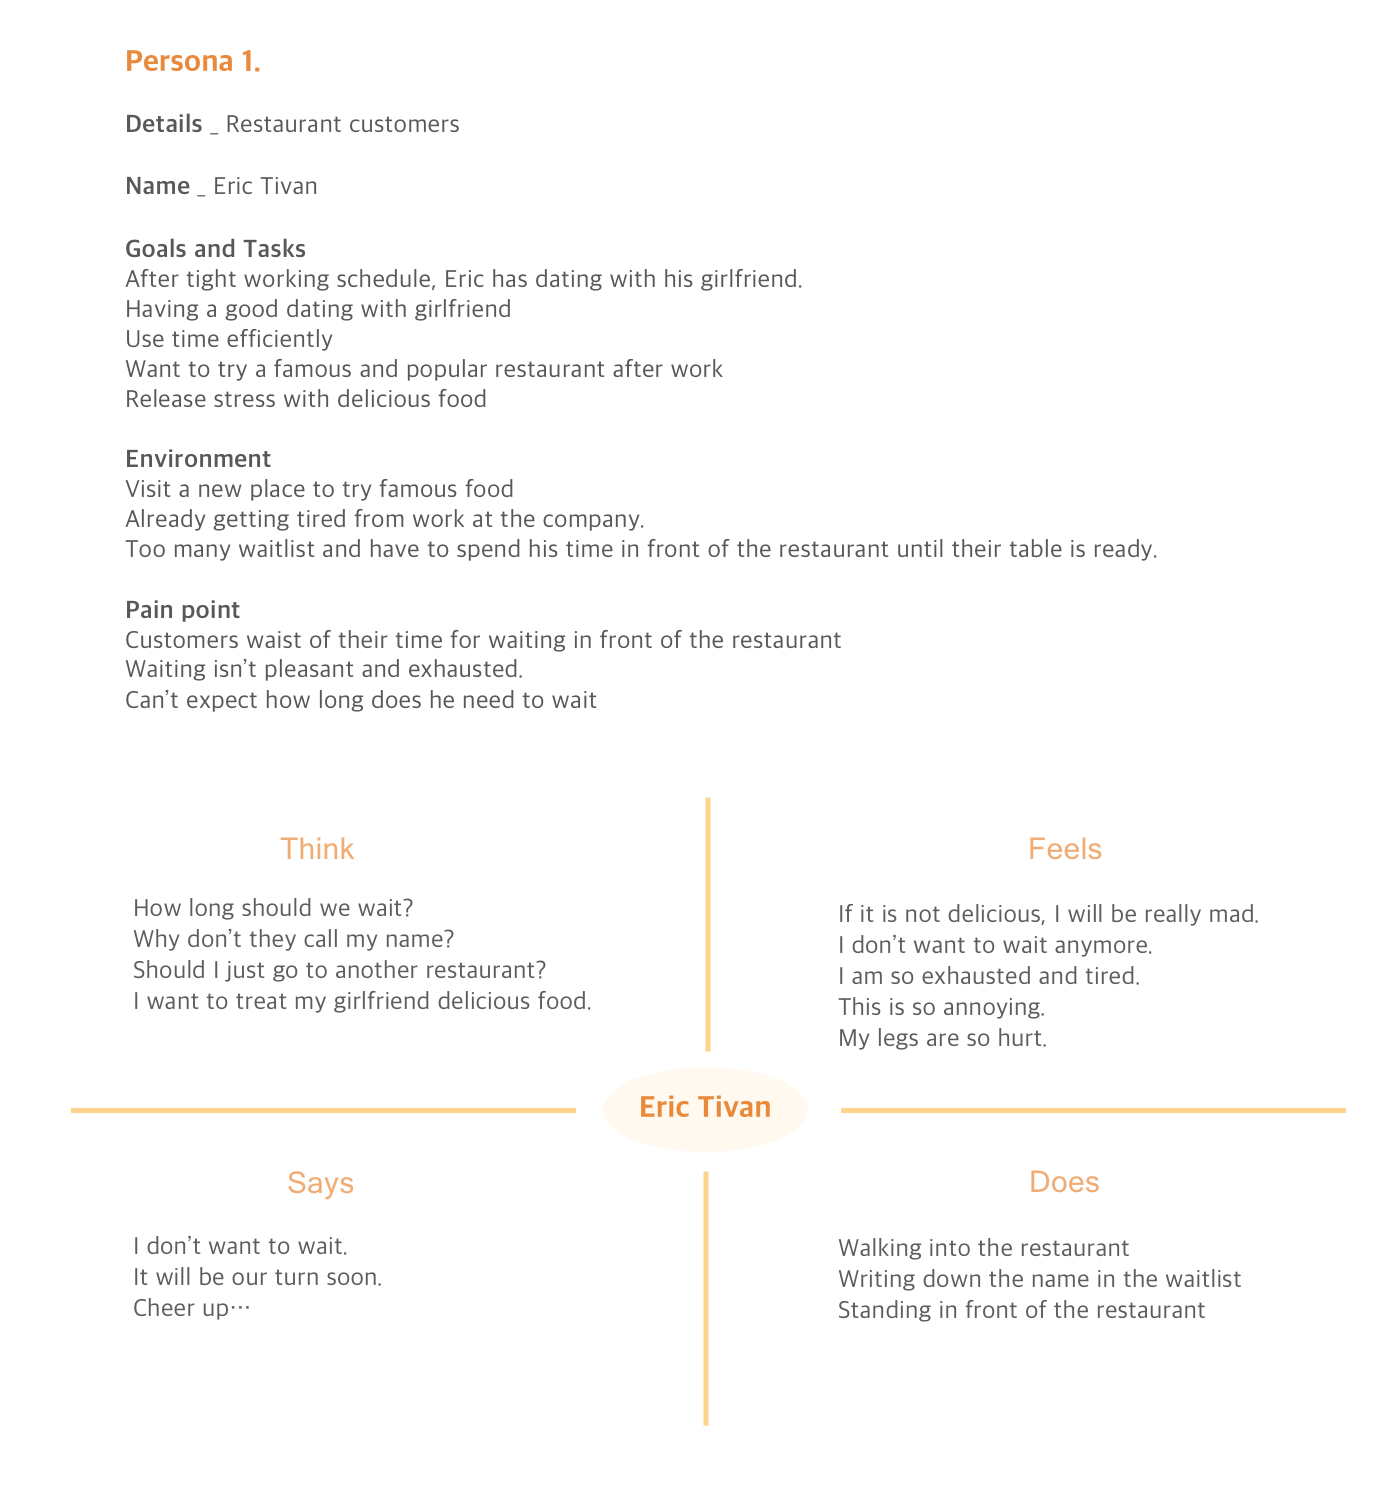 Persona 1.
Details _ Restaurant customers
Name _ Eric Tivan
Goals and Tasks
After tight working schedule, Eric has dating with his girlfriend.
Having a good dating with girlfriend
Use time efficiently
Want to try a famous and popular restaurant after work
Release stress with delicious food
Environment
Visit a new place to try famous food
Already getting tired from work at the company.
Too many waitlist and have to spend his time in front of the restaurant until their table is ready.
Pain point
Customers waist of their time for waiting in front of the restaurant
Waiting isn't pleasant and exhausted.
Can't expect how long does he need to wait
Think
How long should we wait?
Why don't they call my name?
Should I just go to another restaurant?
I want to treat my girlfriend delicious food.
Feels
If it is not delicious, I will be really mad.
I don't want to wait anymore.
I am so exhausted and tired.
This is so annoying.
My legs are so hurt.
Eric Tivan
Says
I don't want to wait.
It will be our turn soon.
Cheer up…
Does
Walking into the restaurant
Writing down the name in the waitlist
Standing in front of the restaurant